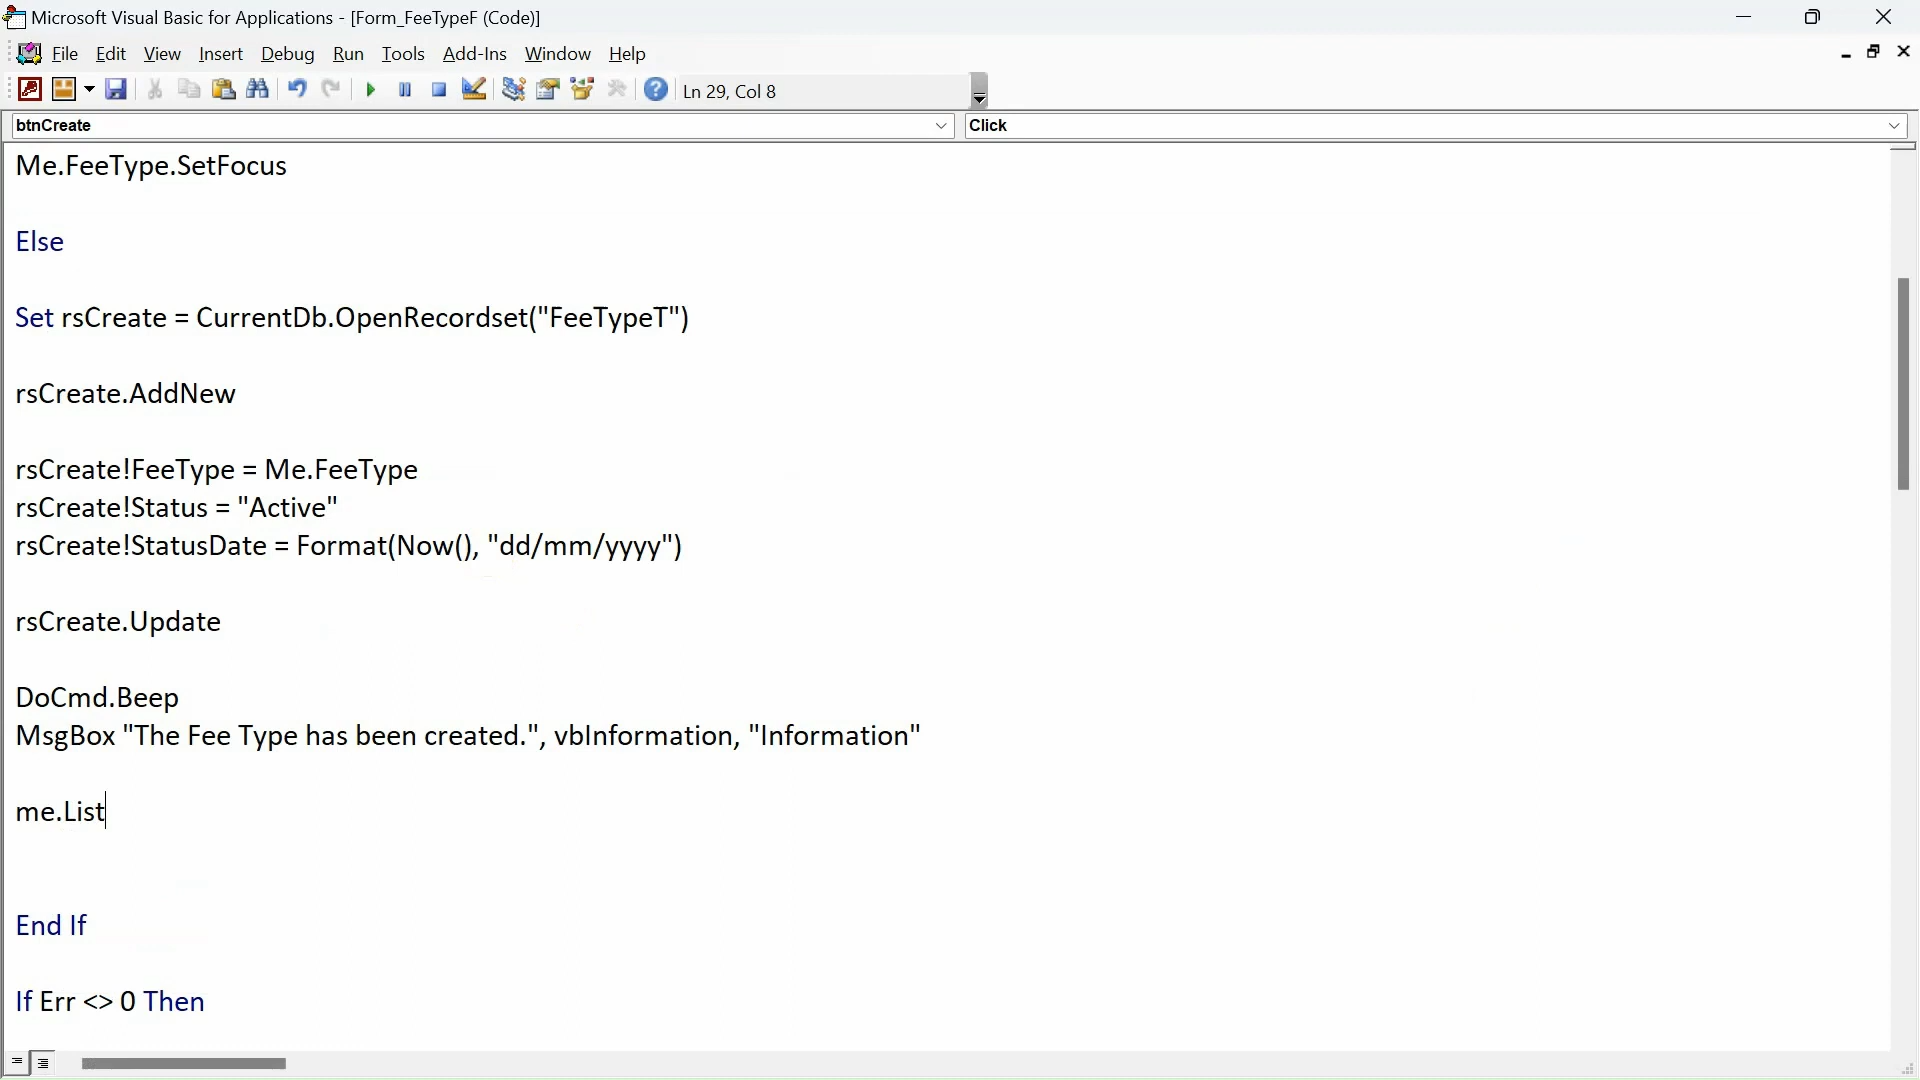 Microsoft Visual Basic for Applications - [Form_FeeTypeF (Code)]
File Edit View Insert Debug Run Tools Add-Ins Window Help
Ln 29, Col 8
btnCreate Click
Me.FeeType.SetFocus
Else
Set rsCreate = CurrentDb.OpenRecordset("FeeTypeT")
rsCreate.AddNew
rsCreate!FeeType = Me.FeeType
rsCreate!Status = "Active"
rsCreate!StatusDate = Format(Now(), "dd/mm/yyyy")
rsCreate.Update
DoCmd.Beep
MsgBox "The Fee Type has been created.", vbInformation, "Information"
me.List
End If
If Err <> 0 Then